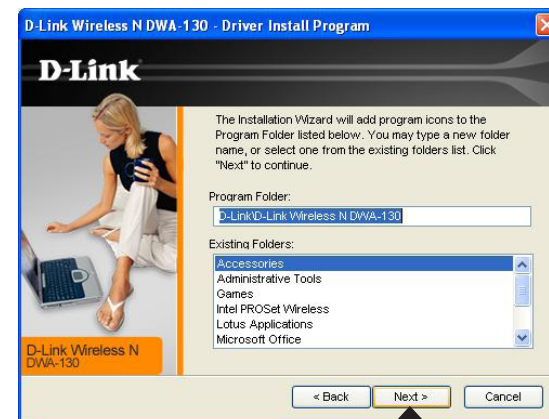 D-Link Wireless N DWA-130 - Driver Install Program
D-Link
The Installation Wizard will add program icons to the
Program Folder listed below. You may type a new folder
name, or select one from the existing folders list. Click
"Next" to continue.
Program Folder:
D-Link\D-Link Wireless N DWA-130
Existing Folders:
Accessories
Administrative Tools
Games
Intel PROSet Wireless
Lotus Applications
Microsoft Office
D-Link Wireless N
DWA-130
< Back
Next >
Cancel